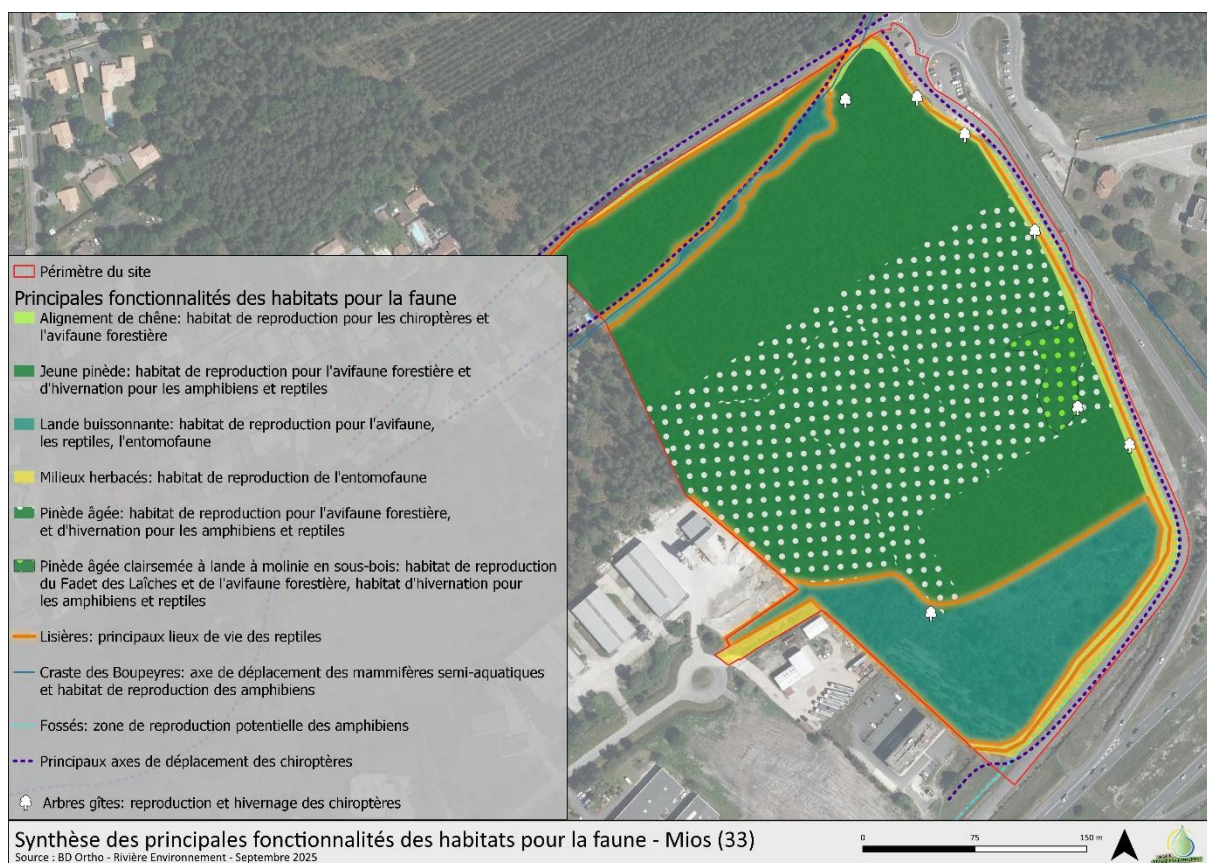 Périmètre du site
Principales fonctionnalités des habitats pour la faune
Alignement de chêne: habitat de reproduction pour les chiroptères et
l'avifaune forestière
Jeune pinède: habitat de reproduction pour l'avifaune forestière et
d'hivernation pour les amphibiens et reptiles
Lande buissonnante: habitat de reproduction pour l'avifaune,
les reptiles, l'entomofaune
Milieux herbacés: habitat de reproduction de l'entomofaune
Pinède âgée: habitat de reproduction pour l'avifaune forestière,
et d'hivernation pour les amphibiens et reptiles
Pinède âgée clairsemée à lande à molinie en sous-bois: habitat de reproduction
du Fadet des Laîches et de l'avifaune forestière, habitat d'hivernation pour
les amphibiens et reptiles
Lisières: principaux lieux de vie des reptiles
Craste des Boupeyres: axe de déplacement des mammifères semi-aquatiques
et habitat de reproduction des amphibiens
Fossés: zone de reproduction potentielle des amphibiens
Principaux axes de déplacement des chiroptères
Arbres gîtes: reproduction et hivernage des chiroptères
Synthèse des principales fonctionnalités des habitats pour la faune - Mios (33)
Source : BD Ortho - Rivière Environnement - Septembre 2025
0 75 150 m